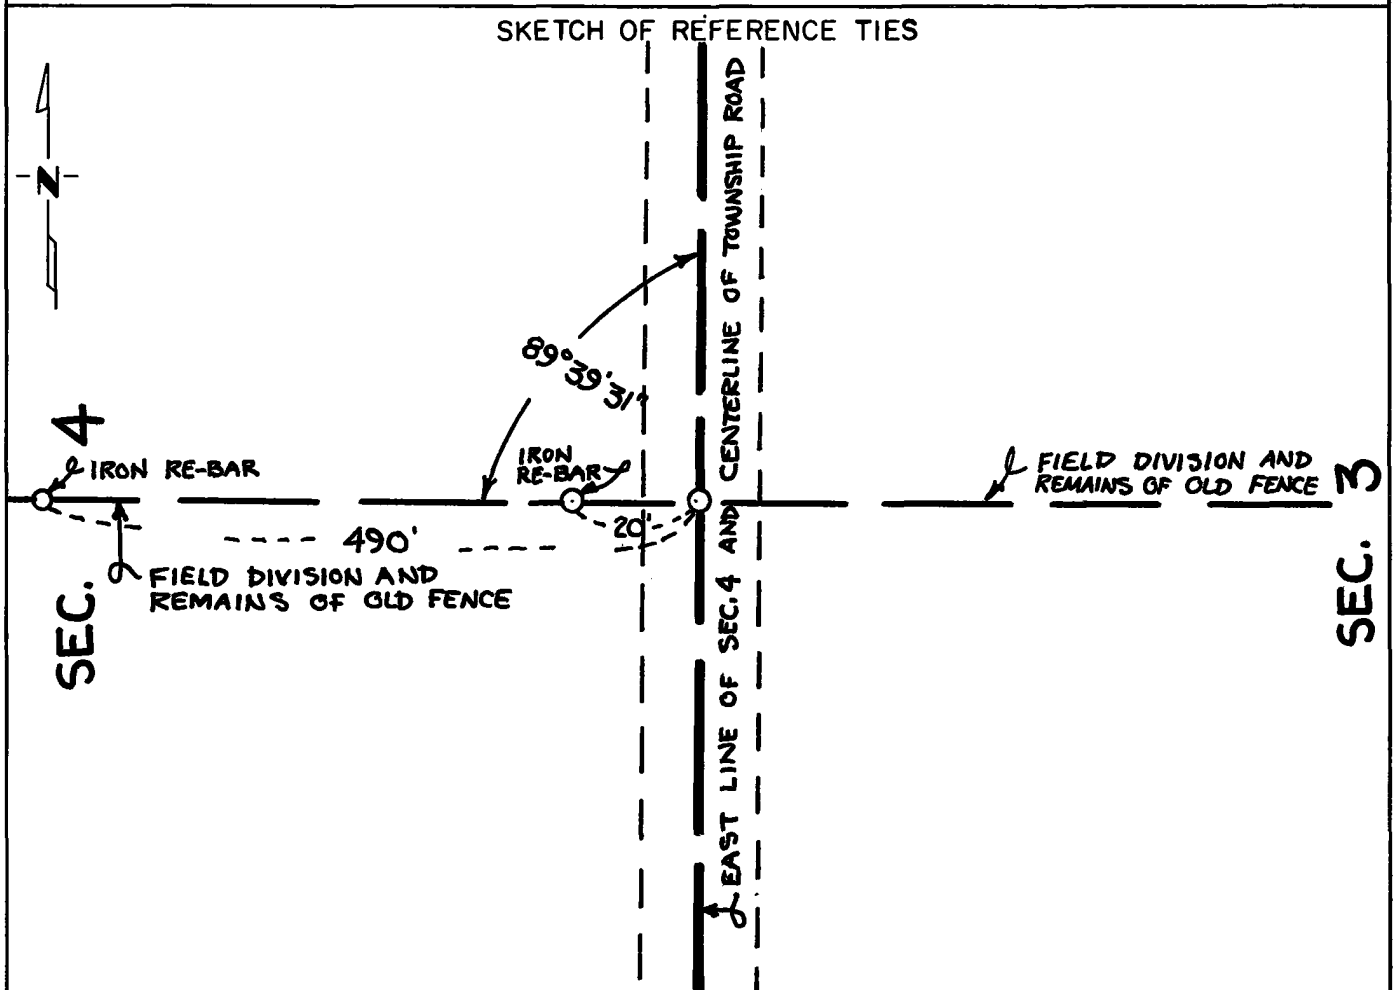 SKETCH OF REFERENCE TIES
N
89°39'31"
EAST LINE OF SEC. 4 AND CENTERLINE OF TOWNSHIP ROAD
SEC. 4
IRON RE-BAR
IRON
RE-BAR
FIELD DIVISION AND
REMAINS OF OLD FENCE
SEC. 3
20'
490'
FIELD DIVISION AND
REMAINS OF OLD FENCE